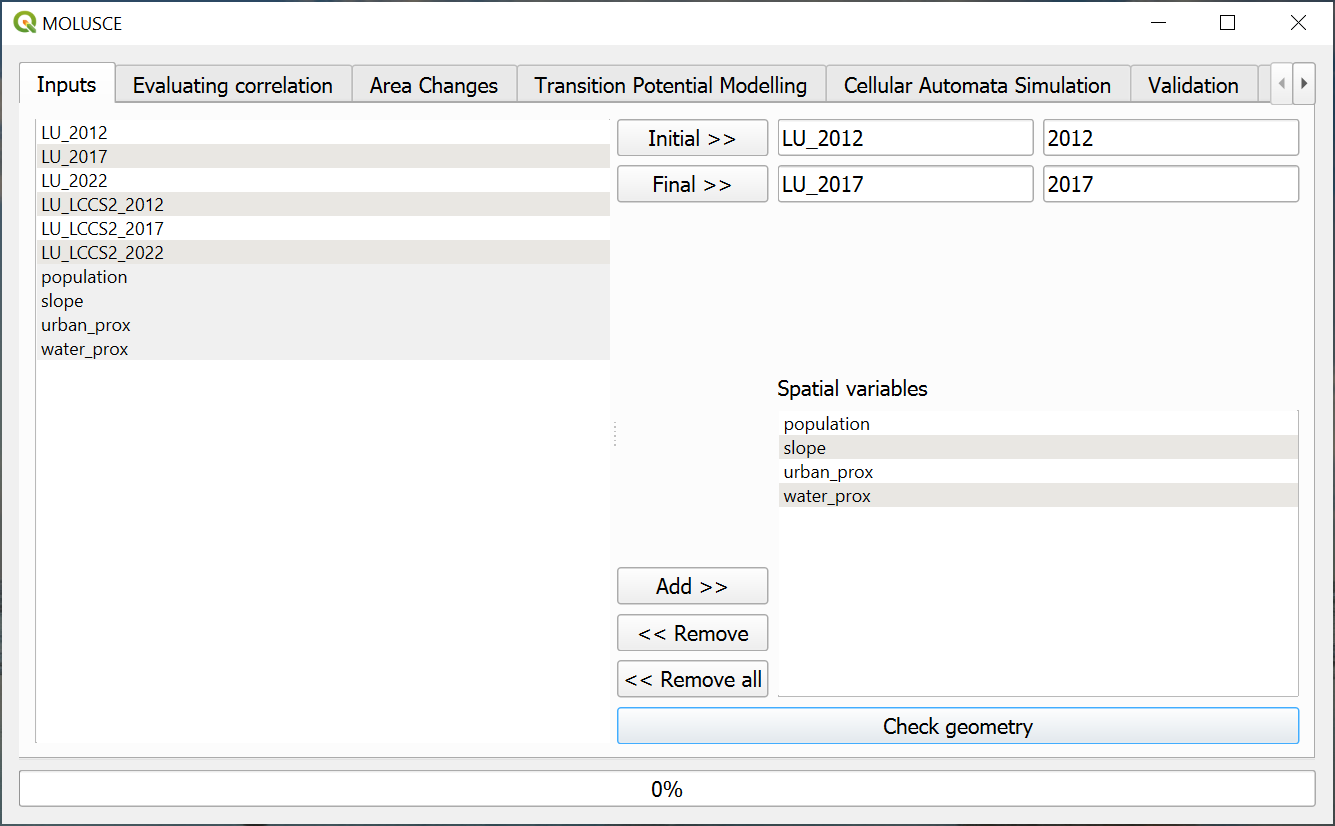 MOLUSCE
Inputs
Evaluating correlation
Area Changes
Transition Potential Modelling
Cellular Automata Simulation
Validation
LU_2012
LU_2017
LU_2022
LU_LCCS2_2012
LU_LCCS2_2017
LU_LCCS2_2022
population
slope
urban_prox
water_prox
Initial >>
LU_2012
2012
Final >>
LU_2017
2017
Spatial variables
population
slope
urban_prox
water_prox
Add >>
<< Remove
<< Remove all
Check geometry
0%